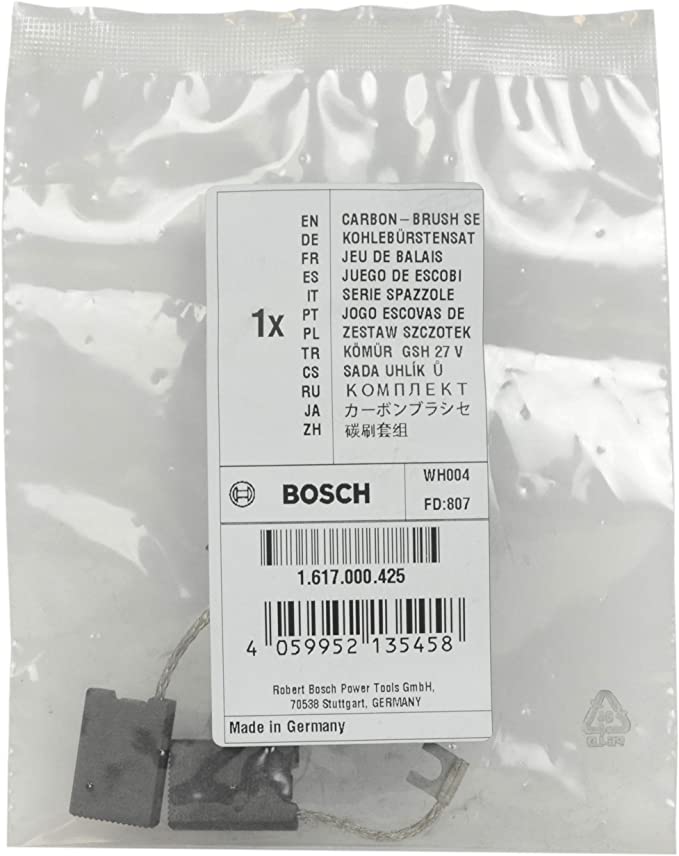 1x
EN CARBON-BRUSH SE
DE KOHLEBÜRSTENSAT
FR JEU DE BALAIS
ES JUEGO DE ESCOBI
IT SERIE SPAZZOLE
PT JOGO ESCOVAS DE
PL ZESTAW SZCZOTEK
TR KÖMÜR GSH 27 V
CS SADA UHLÍK Ü
RU КОМПЛЕКТ
JA カーボンブラシセ
ZH 碳刷套组
BOSCH
WH004
FD:807
1.617.000.425
4 059952 135458
Robert Bosch Power Tools GmbH,
70538 Stuttgart, GERMANY
Made in Germany